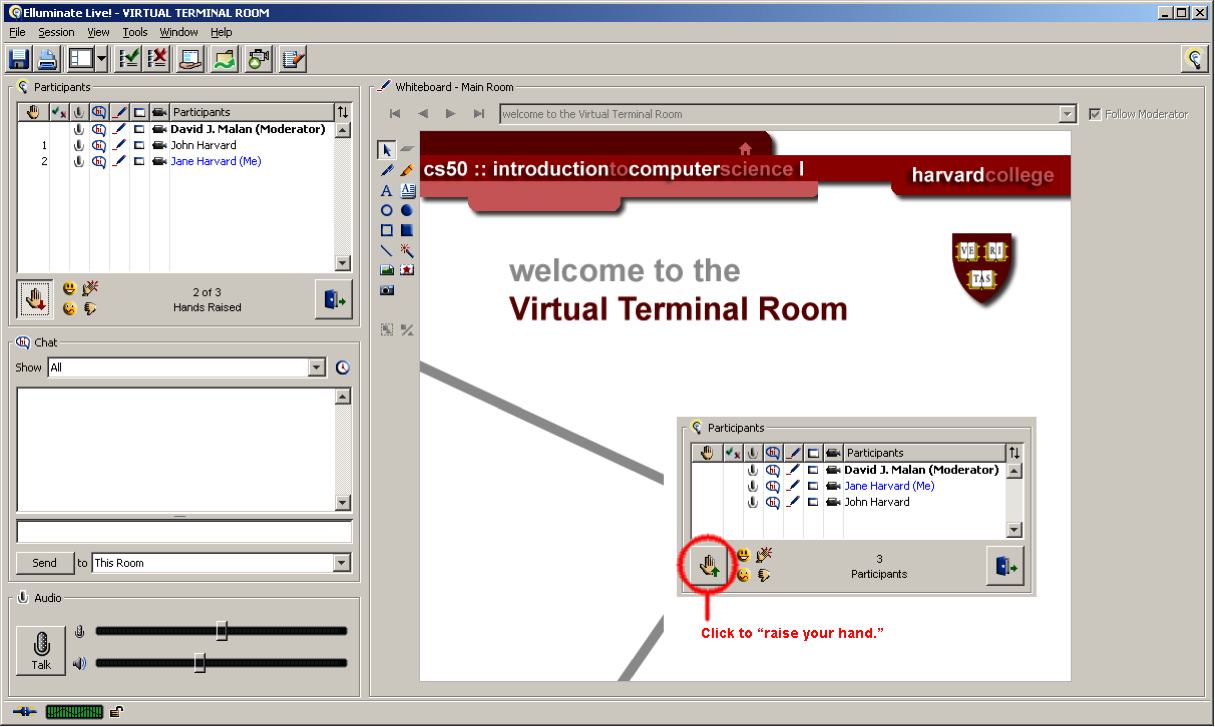 Elluminate Live! - VIRTUAL TERMINAL ROOM
File Session View Tools Window Help
Participants
Participants
David J. Malan (Moderator)
1 John Harvard
2 Jane Harvard (Me)
2 of 3
Hands Raised
Chat
Show All
Send to This Room
Audio
Talk
Whiteboard - Main Room
welcome to the Virtual Terminal Room
Follow Moderator
cs50 :: introductiontocomputerscience I
harvardcollege
VE RI
TAS
welcome to the
Virtual Terminal Room
Participants
Participants
David J. Malan (Moderator)
Jane Harvard (Me)
John Harvard
3
Participants
Click to “raise your hand.”